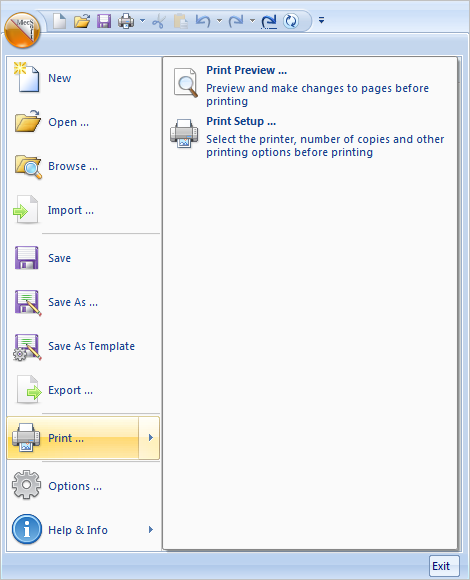 MecS
New
Open ...
Browse ...
Import ...
Save
Save As ...
Save As Template
Export ...
Print ...
Options ...
Help & Info
Print Preview ...
Preview and make changes to pages before
printing
Print Setup ...
Select the printer, number of copies and other
printing options before printing
Exit